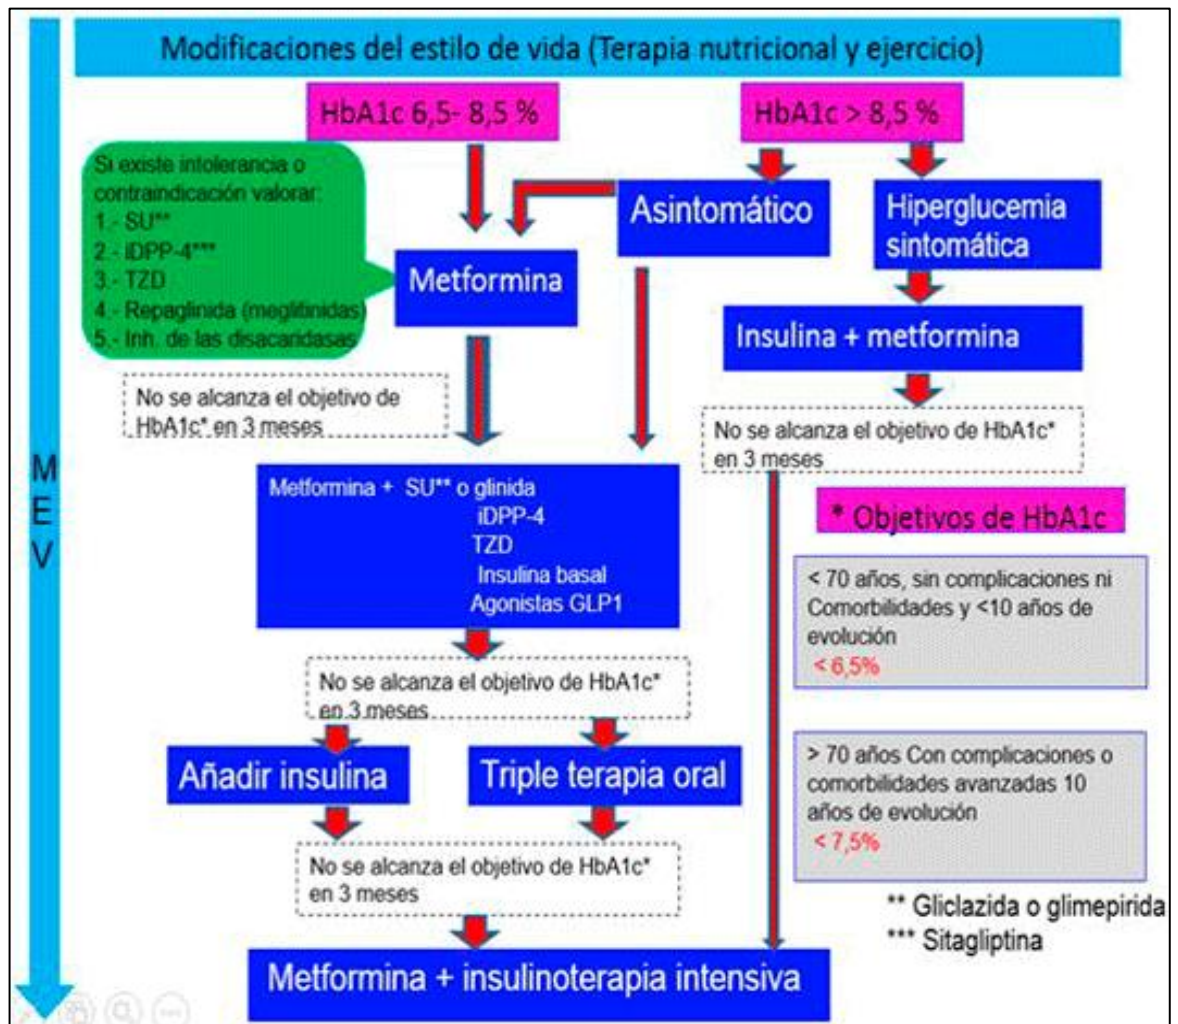 Modificaciones del estilo de vida (Terapia nutricional y ejercicio)
HbA1c 6,5- 8,5 %
HbA1c > 8,5 %
Si existe intolerancia o
contraindicación valorar:
1.- SU**
2.- iDPP-4***
3.- TZD
4.- Repaglinida (meglitinidas)
5.- Inh. de las disacaridasas
Metformina
Asintomático
Hiperglucemia
sintomática
Insulina + metformina
No se alcanza el objetivo de
HbA1c* en 3 meses
No se alcanza el objetivo de HbA1c*
en 3 meses
M
E
V
Metformina + SU** o glinida
iDPP-4
TZD
Insulina basal
Agonistas GLP1
* Objetivos de HbA1c
< 70 años, sin complicaciones ni
Comorbilidades y <10 años de
evolución
< 6,5%
No se alcanza el objetivo de HbA1c*
en 3 meses
Añadir insulina
Triple terapia oral
> 70 años Con complicaciones o
comorbilidades avanzadas 10
años de evolución
< 7,5%
No se alcanza el objetivo de HbA1c*
en 3 meses
** Gliclazida o glimepirida
*** Sitagliptina
Metformina + insulinoterapia intensiva